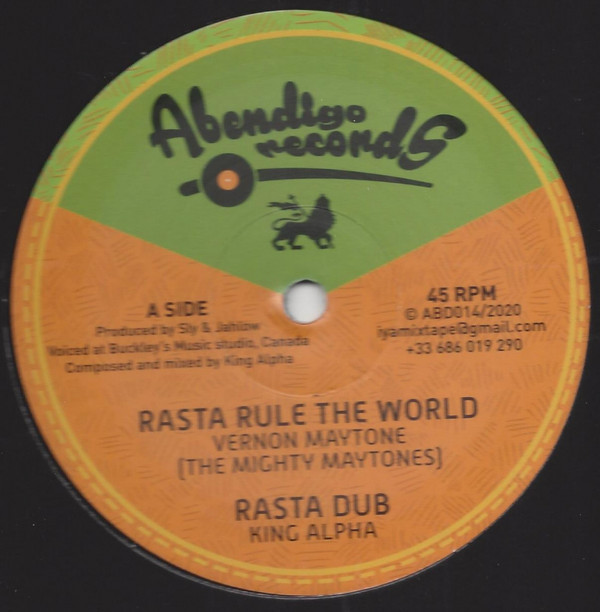 Abendigo
records
A SIDE
Produced by Sly & Jahlow
Voiced at Buckley's Music studio, Canada
Composed and mixed by King Alpha
45 RPM
© ABD014/2020
iyamixtape@gmail.com
+33 686 019 290
RASTA RULE THE WORLD
VERNON MAYTONE
(THE MIGHTY MAYTONES)
RASTA DUB
KING ALPHA